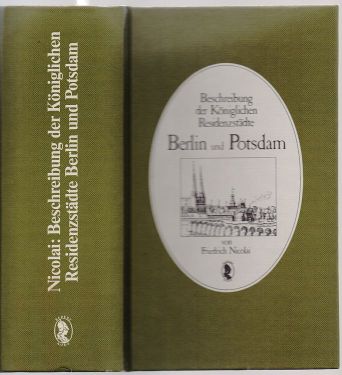 Nicolai: Beschreibung der Königlichen
Residenzstädte Berlin und Potsdam
Beschreibung
der Königlichen
Residenzstädte
Berlin und Potsdam
von
Friedrich Nicolai